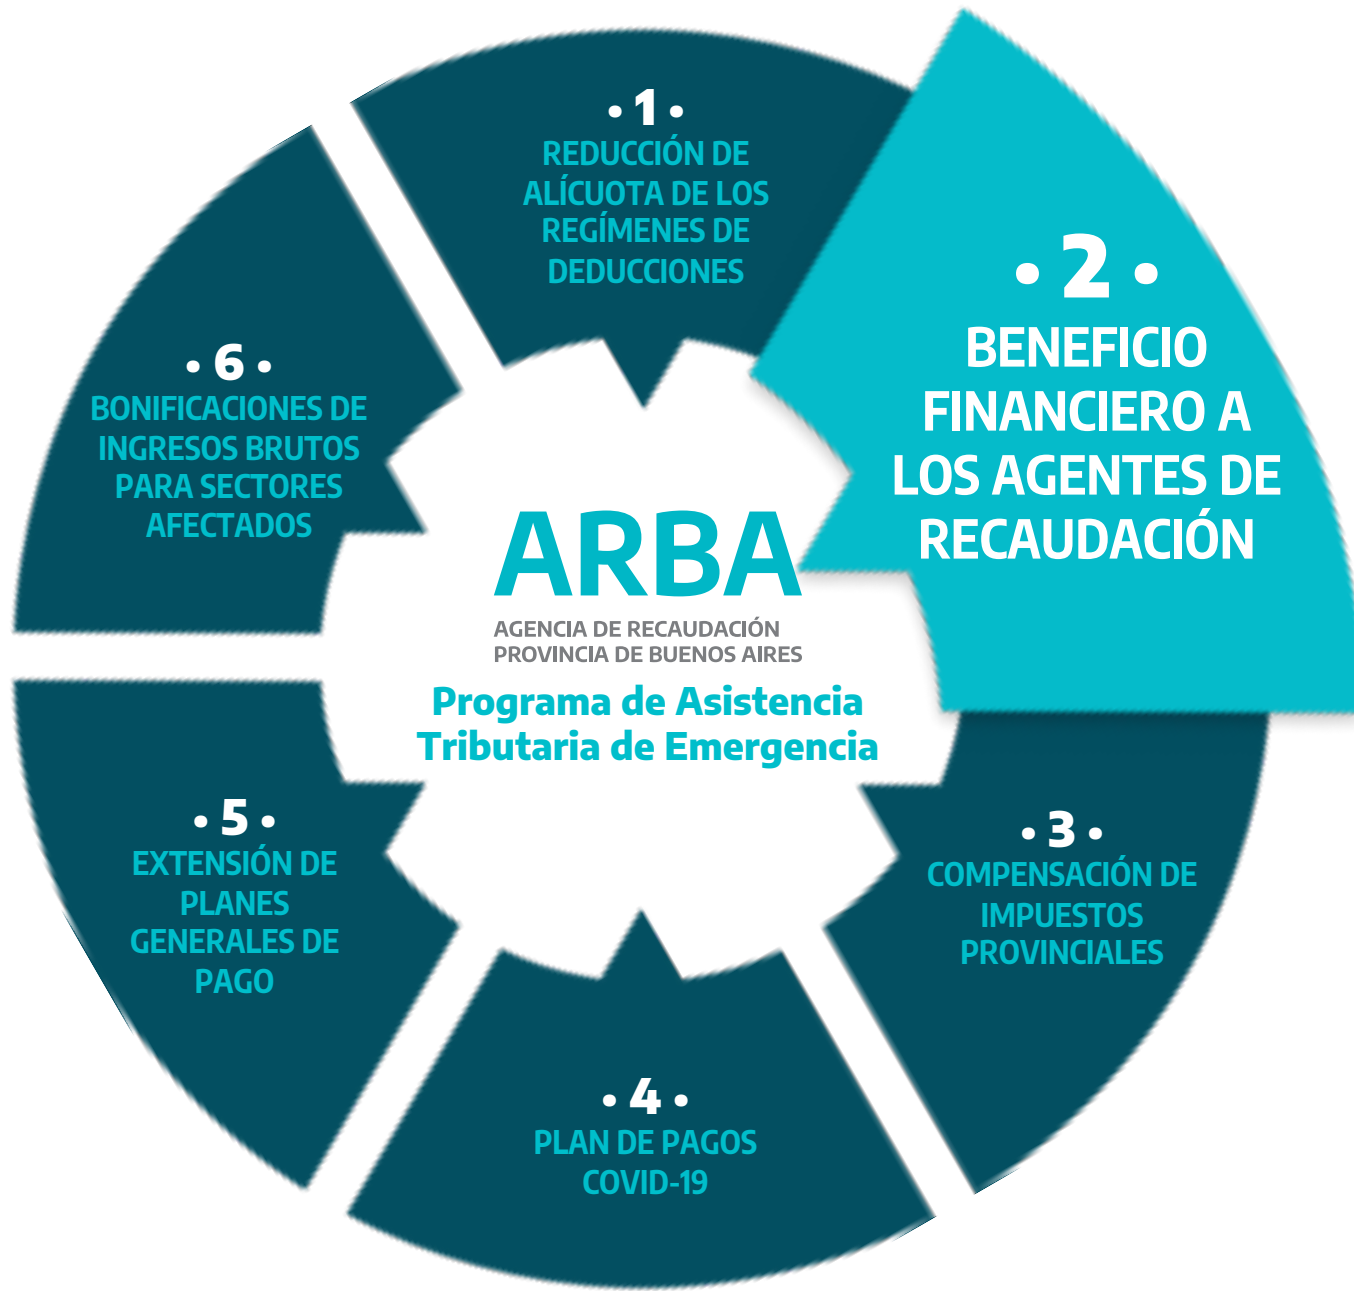 • 1 •
REDUCCIÓN DE
ALÍCUOTA DE LOS
REGÍMENES DE
DEDUCCIONES
• 2 •
BENEFICIO
FINANCIERO A
LOS AGENTES DE
RECAUDACIÓN
• 3 •
COMPENSACIÓN DE
IMPUESTOS
PROVINCIALES
• 4 •
PLAN DE PAGOS
COVID-19
• 5 •
EXTENSIÓN DE
PLANES
GENERALES DE
PAGO
• 6 •
BONIFICACIONES DE
INGRESOS BRUTOS
PARA SECTORES
AFECTADOS
ARBA
AGENCIA DE RECAUDACIÓN
PROVINCIA DE BUENOS AIRES
Programa de Asistencia
Tributaria de Emergencia